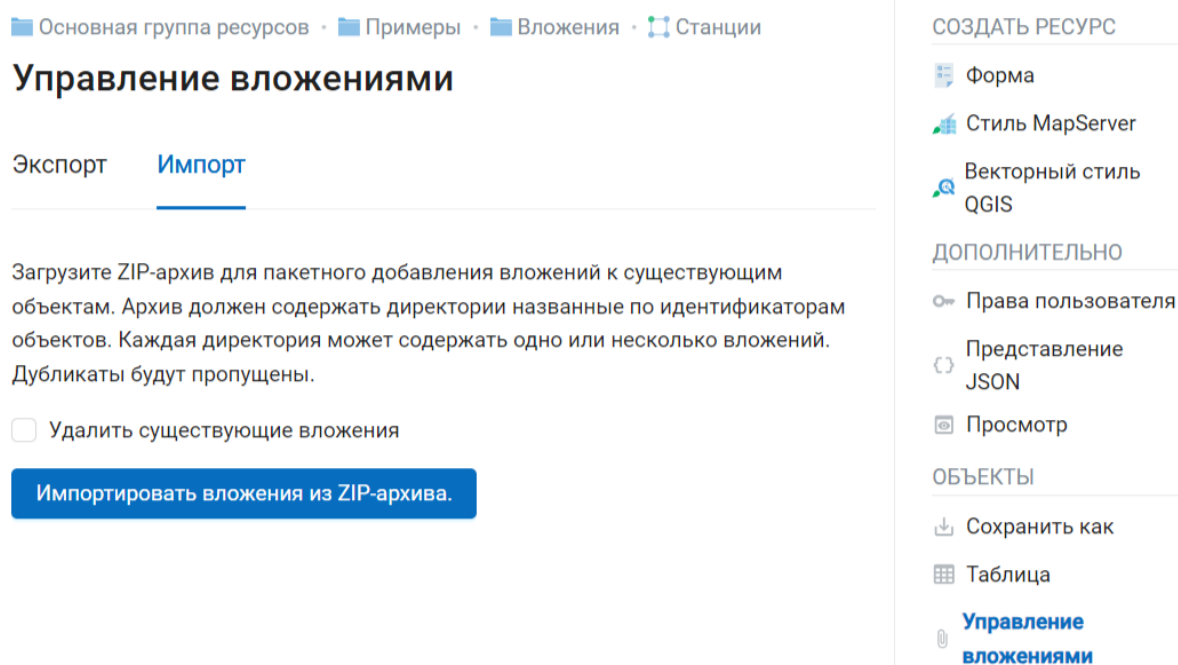 Основная группа ресурсов · Примеры · Вложения · Станции
Управление вложениями
Экспорт Импорт
Загрузите ZIP-архив для пакетного добавления вложений к существующим
объектам. Архив должен содержать директории названные по идентификаторам
объектов. Каждая директория может содержать одно или несколько вложений.
Дубликаты будут пропущены.
Удалить существующие вложения
Импортировать вложения из ZIP-архива.
СОЗДАТЬ РЕСУРС
Форма
Стиль MapServer
Векторный стиль
QGIS
ДОПОЛНИТЕЛЬНО
Права пользователя
Представление
JSON
Просмотр
ОБЪЕКТЫ
Сохранить как
Таблица
Управление
вложениями